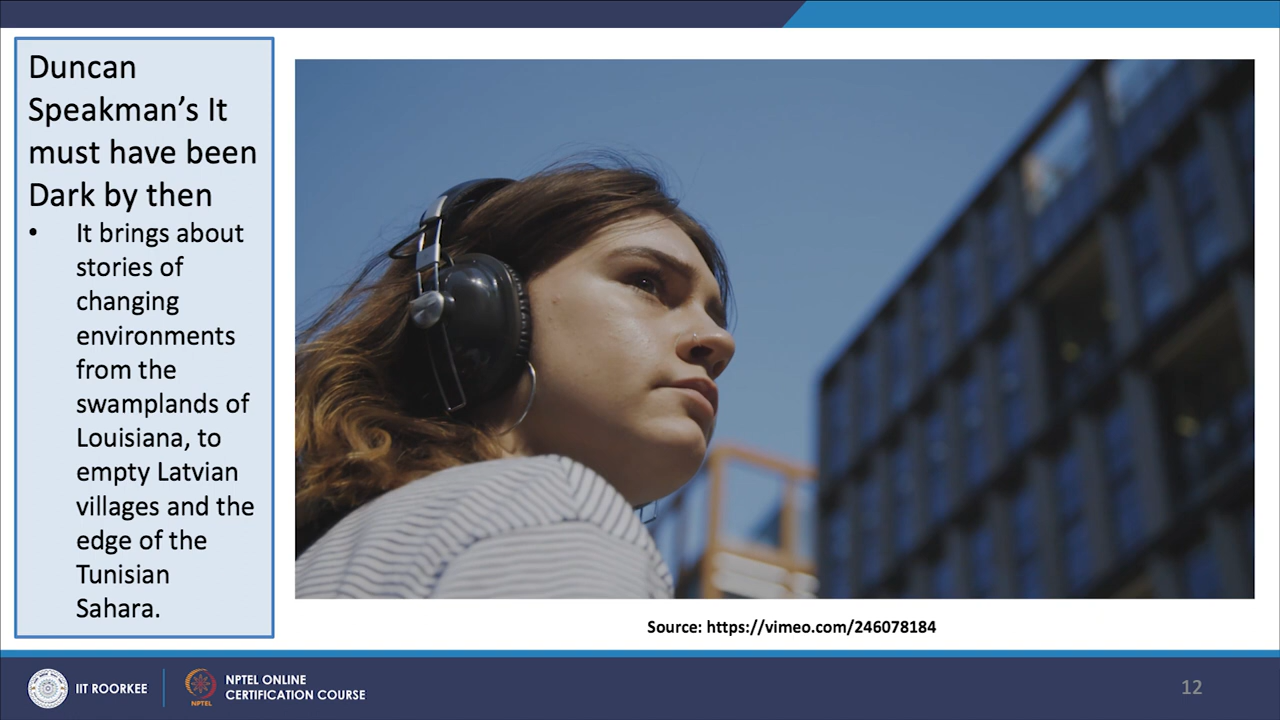 Duncan
Speakman's It
must have been
Dark by then
• It brings about
stories of
changing
environments
from the
swamplands of
Louisiana, to
empty Latvian
villages and the
edge of the
Tunisian
Sahara.
Source: https://vimeo.com/246078184
IIT ROORKEE
NPTEL
NPTEL ONLINE
CERTIFICATION COURSE
12